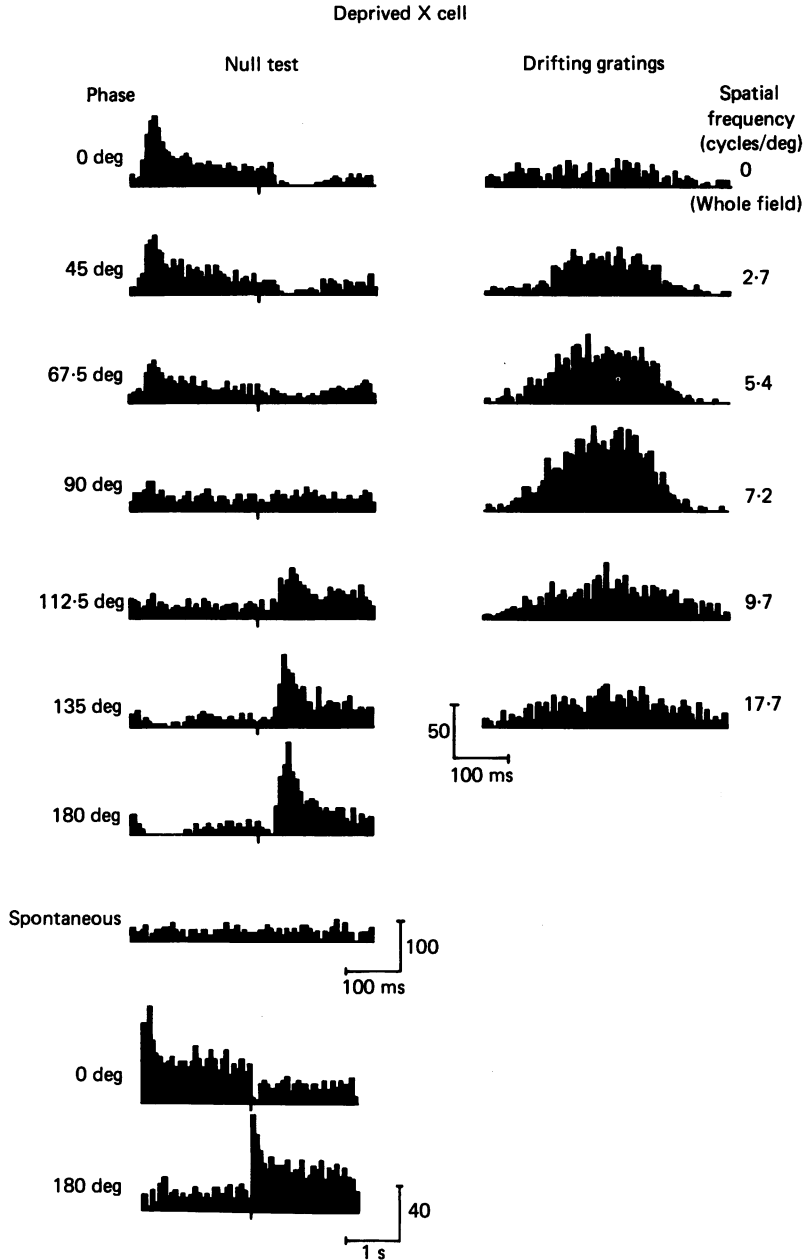 Deprived X cell
Null test
Drifting gratings
Phase
Spatial
frequency
(cycles/deg)
0 deg
0
(Whole field)
45 deg
2·7
67·5 deg
5·4
90 deg
7·2
112·5 deg
9·7
135 deg
17·7
50
100 ms
180 deg
Spontaneous
100
100 ms
0 deg
180 deg
40
1 s